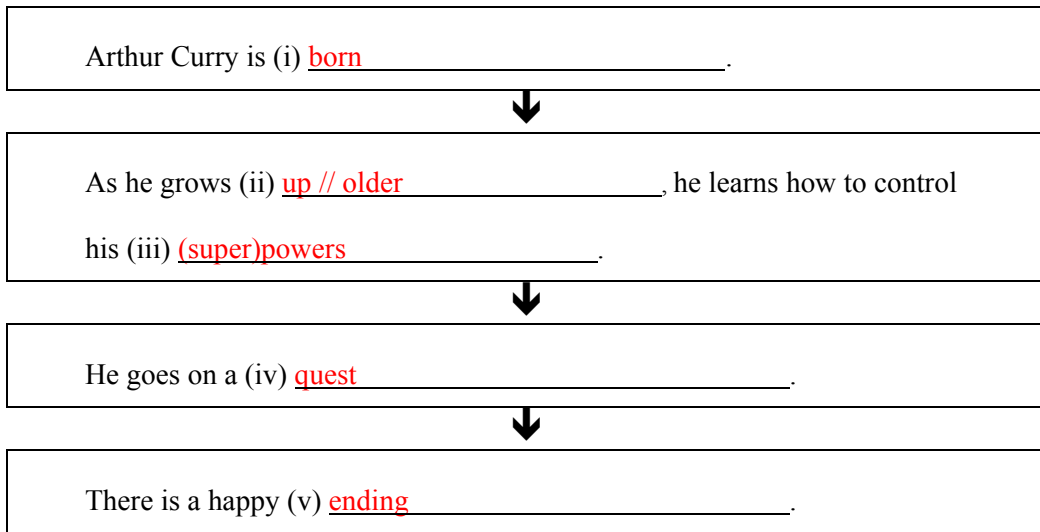 Arthur Curry is (i) born.
As he grows (ii) up // older, he learns how to control
his (iii) (super)powers.
He goes on a (iv) quest.
There is a happy (v) ending.